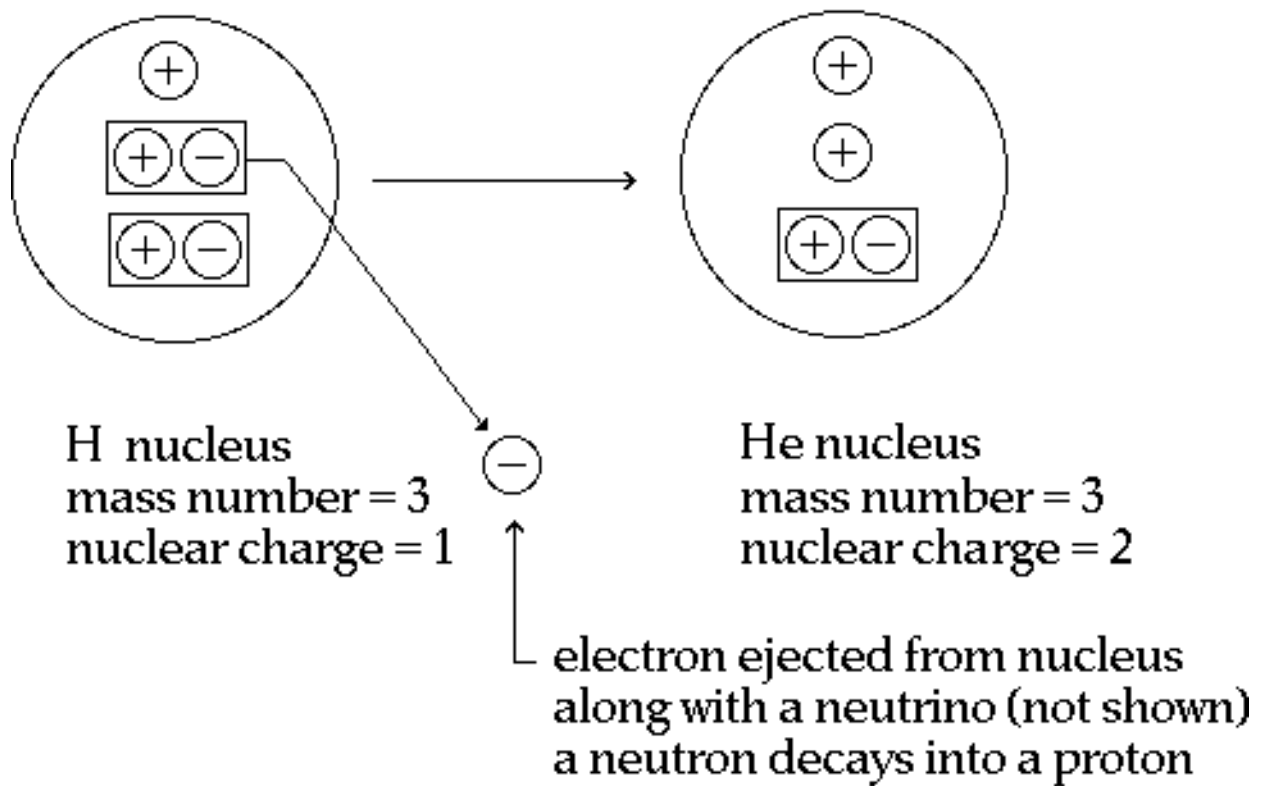 H nucleus
mass number = 3
nuclear charge = 1
He nucleus
mass number = 3
nuclear charge = 2
electron ejected from nucleus
along with a neutrino (not shown)
a neutron decays into a proton